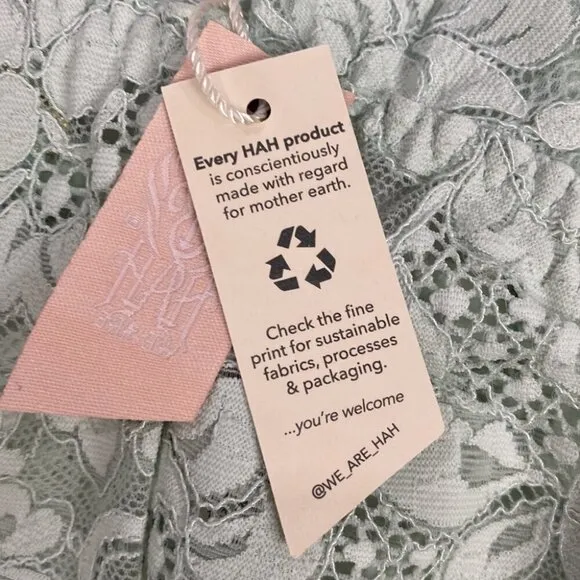 Every HAH product
is conscientiously
made with regard
for mother earth.
Check the fine
print for sustainable
fabrics, processes
& packaging.
...you're welcome
@WE_ARE_HAH
HAH